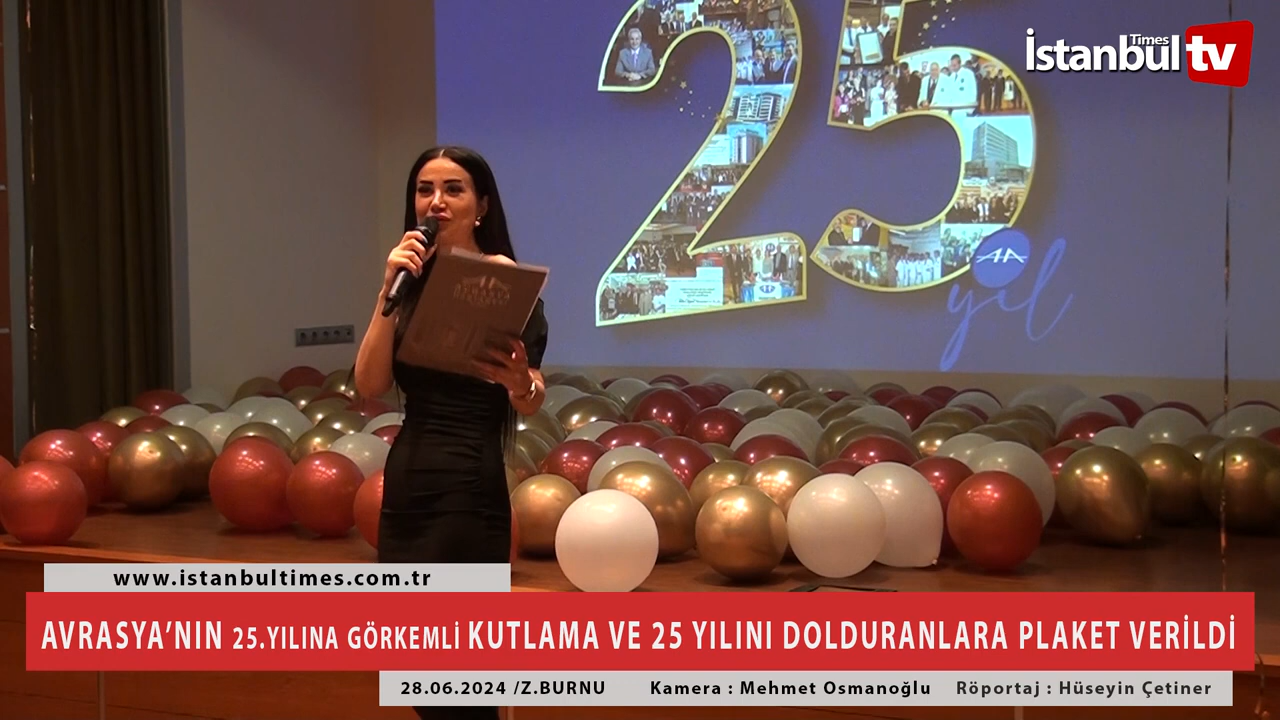 İstanbul Times tv
25
yıl
AVRASYA
www.istanbultimes.com.tr
AVRASYA’NIN 25.YILINA GÖRKEMLİ KUTLAMA VE 25 YILINI DOLDURANLARA PLAKET VERİLDİ
28.06.2024 /Z.BURNU Kamera : Mehmet Osmanoğlu Röportaj : Hüseyin Çetiner